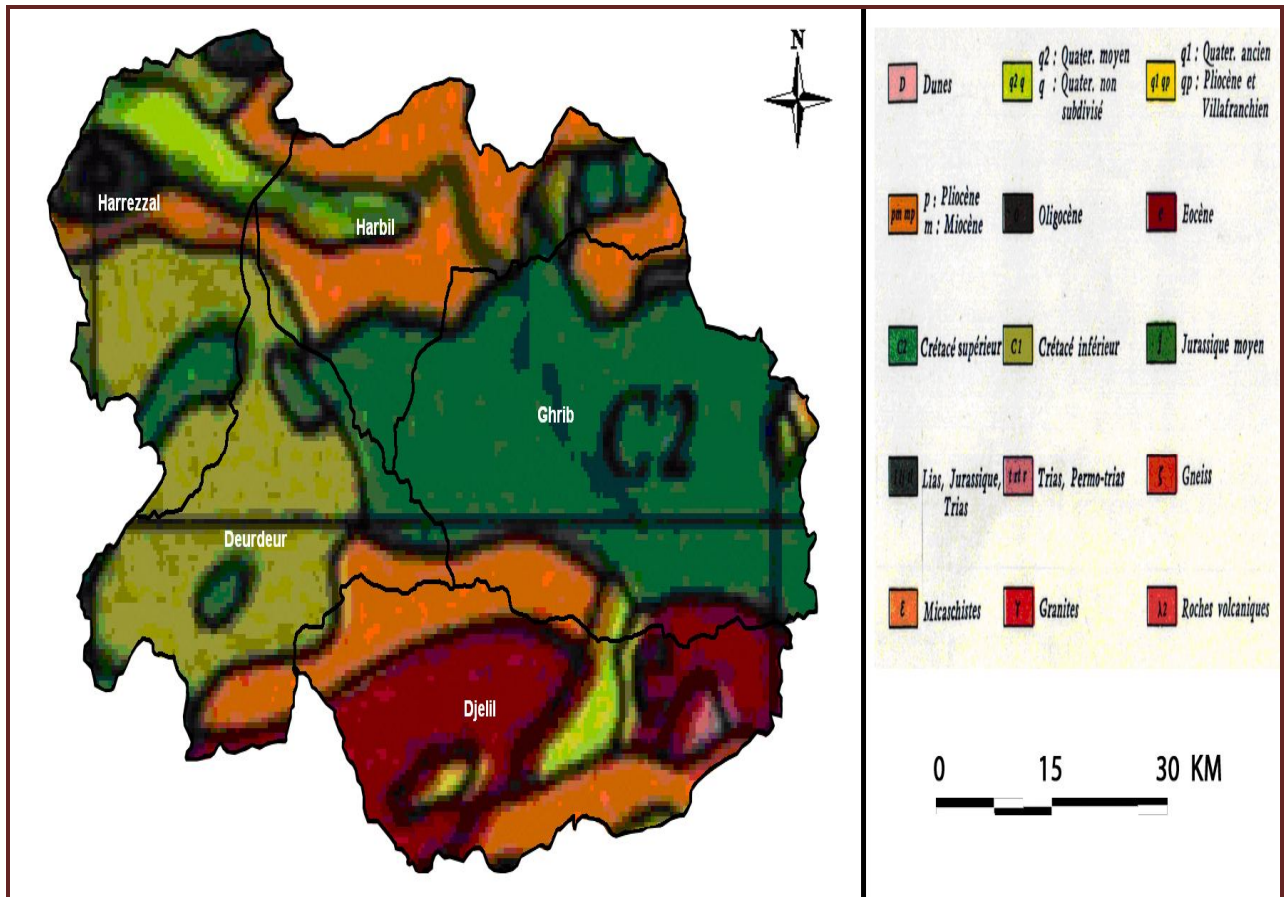 N
Harrezzal
Harbil
Ghrib
C2
Deurdeur
Djelil
D Dunes
q2 q
q2 : Quater. moyen
q : Quater. non
subdivisé
q1 qp
q1 : Quater. ancien
qp : Pliocène et
Villafranchien
pm mp
p : Pliocène
m : Miocène
o Oligocène
e Eocène
C2 Crétacé supérieur
C1 Crétacé inférieur
J Jurassique moyen
Lias, Jurassique,
Trias
Trias, Permo-trias
ζ Gneiss
ε Micaschistes
γ Granites
λ2 Roches volcaniques
0 15 30 KM